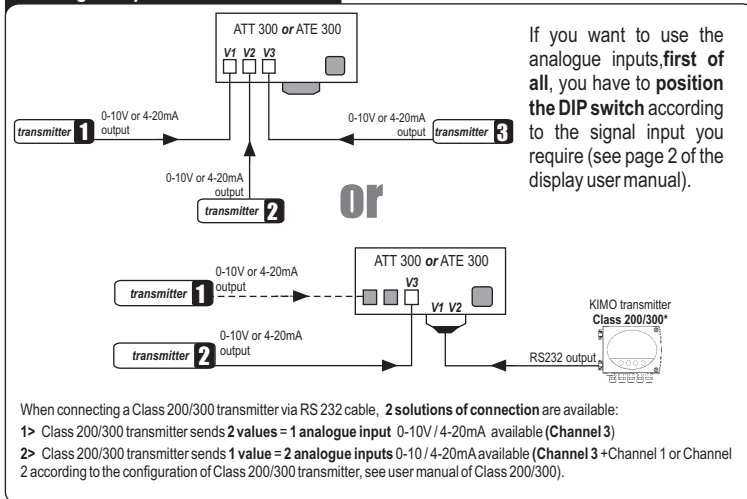 ATT 300 or ATE 300
V1 V2 V3
If you want to use the
analogue inputs,first of
all, you have to position
the DIP switch according
to the signal input you
require (see page 2 of the
display user manual).
transmitter 1
0-10V or 4-20mA
output
0-10V or 4-20mA
output
transmitter 3
0-10V or 4-20mA
output
transmitter 2
or
ATT 300 or ATE 300
V3
V1 V2
transmitter 1
0-10V or 4-20mA
output
transmitter 2
0-10V or 4-20mA
output
RS232 output
KIMO transmitter
Class 200/300*
When connecting a Class 200/300 transmitter via RS 232 cable, 2 solutions of connection are available:
1> Class 200/300 transmitter sends 2 values = 1 analogue input 0-10V / 4-20mA available (Channel 3)
2> Class 200/300 transmitter sends 1 value = 2 analogue inputs 0-10 / 4-20mA available (Channel 3 +Channel 1 or Channel
2 according to the configuration of Class 200/300 transmitter, see user manual of Class 200/300).